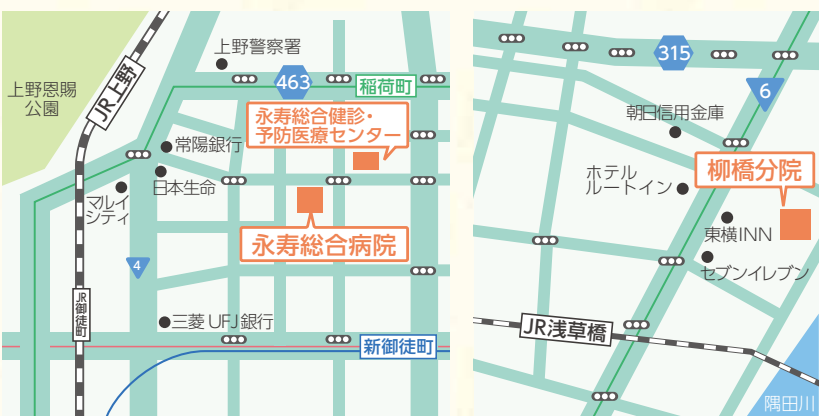 上野警察署
463
稲荷町
上野恩賜
公園
JR上野
永寿総合健診・
予防医療センター
常陽銀行
日本生命
マルイ
シティ
永寿総合病院
4
JR御徒町
三菱UFJ銀行
新御徒町
315
6
朝日信用金庫
柳橋分院
ホテル
ルートイン
東横INN
セブンイレブン
JR浅草橋
隅田川